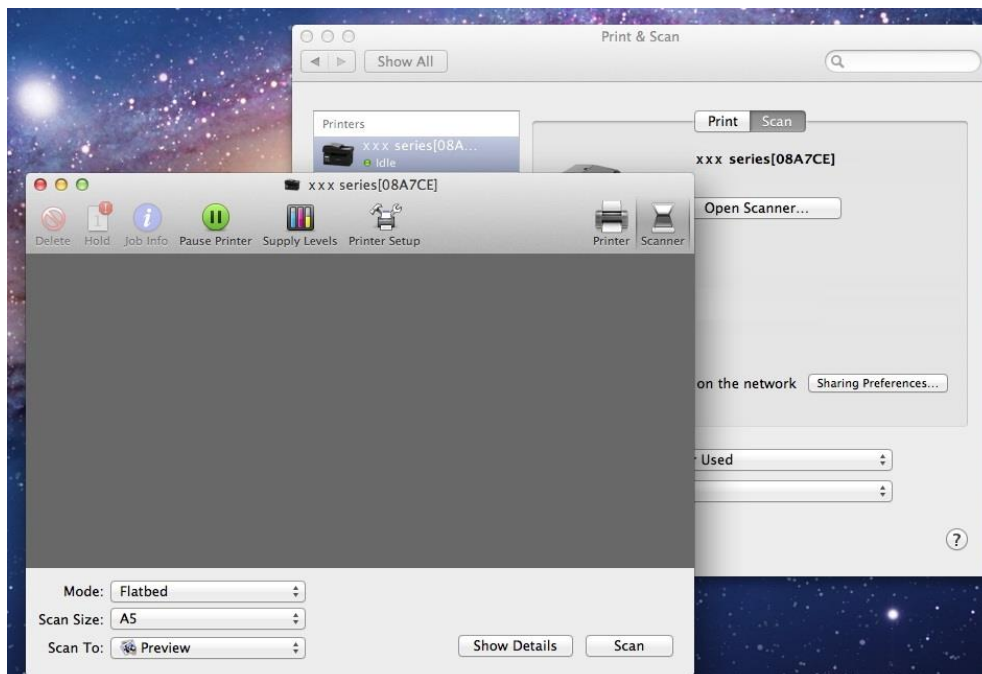 Print & Scan
Show All
Printers
xxx series[08A...
Idle
Print Scan
xxx series[08A7CE]
Open Scanner...
on the network Sharing Preferences...
r Used
?
xxx series[08A7CE]
Delete Hold Job Info Pause Printer Supply Levels Printer Setup Printer Scanner
Mode: Flatbed
Scan Size: A5
Scan To: Preview
Show Details Scan